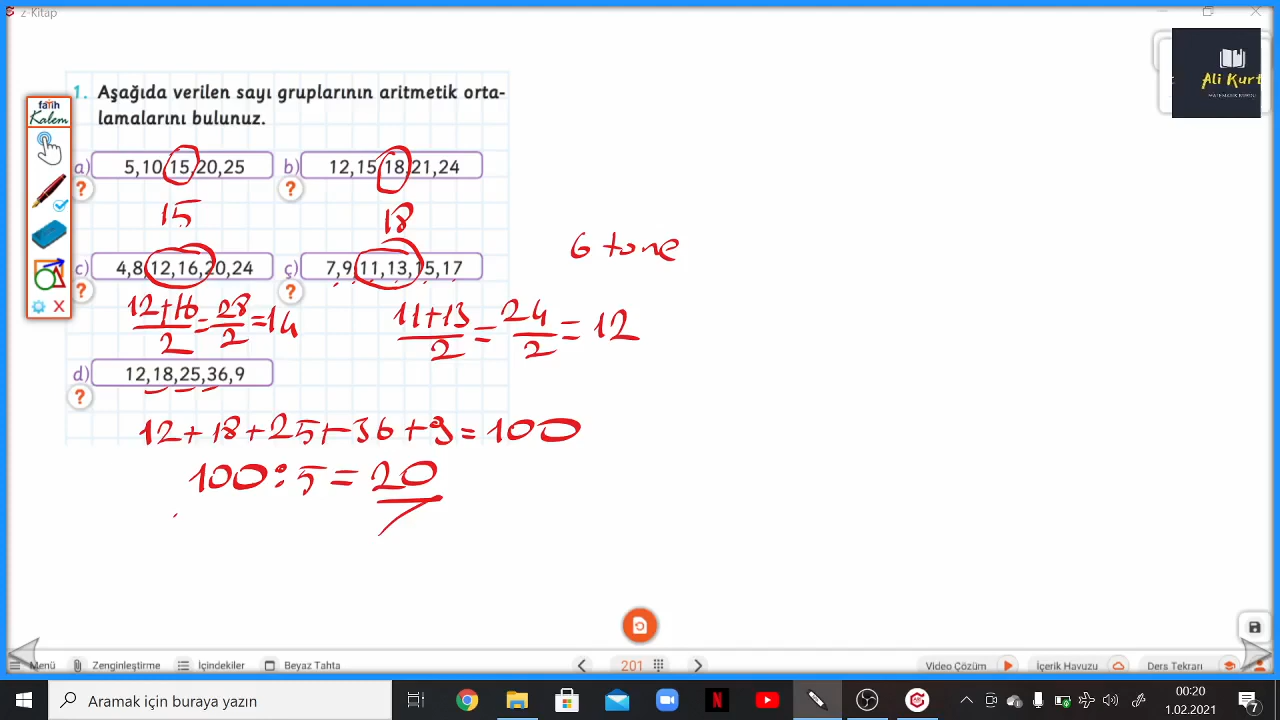 z-Kitap
Ali Kurt
MATEMATİK KURDU
fatih
Kalem
1. Aşağıda verilen sayı gruplarının aritmetik orta-
lamalarını bulunuz.
a) 5,10,15,20,25
?
15
b) 12,15,18,21,24
?
18
6 tane
c) 4,8,12,16,20,24
?
12+16/2=28/2=14
ç) 7,9,11,13,15,17
?
11+13/2=24/2=12
d) 12,18,25,36,9
?
12+18+25+36+9=100
100:5=20
Menü Zenginleştirme İçindekiler Beyaz Tahta 201 Video Çözüm İçerik Havuzu Ders Tekrarı
Aramak için buraya yazın
00:20
1.02.2021
7